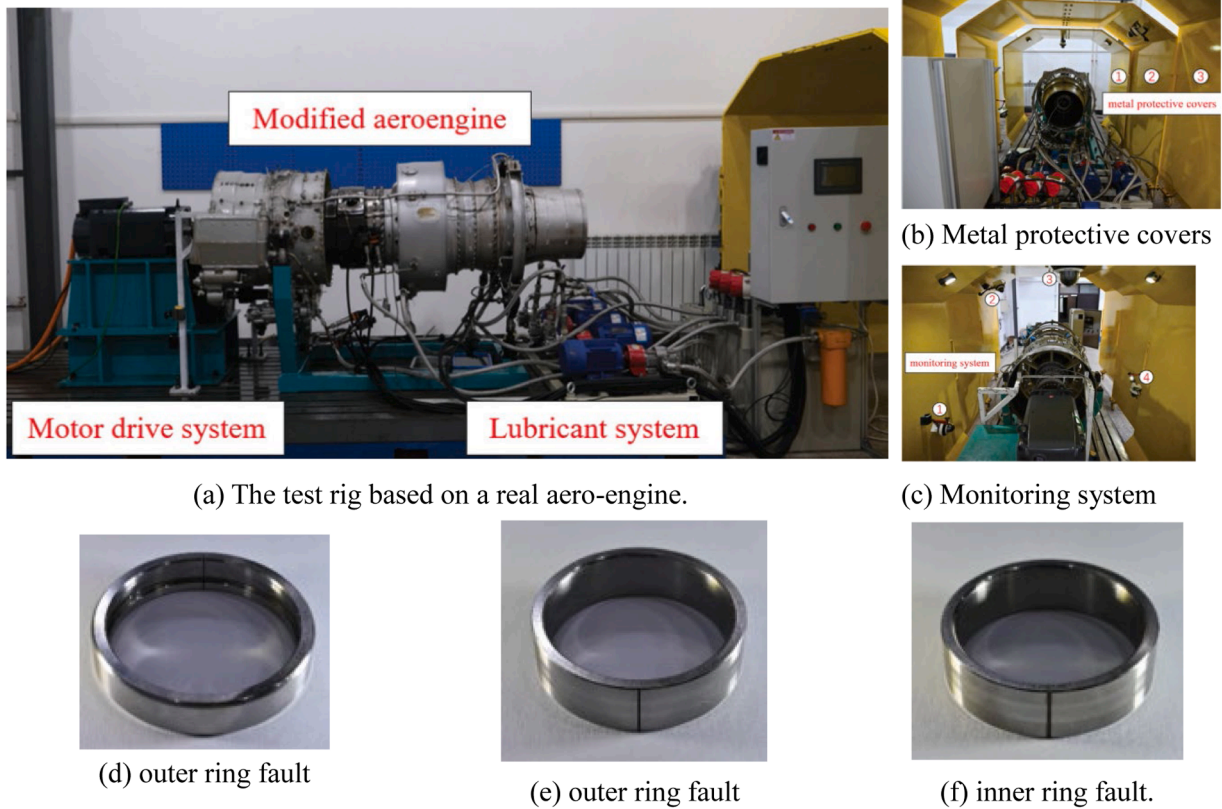 Modified aeroengine
Motor drive system
Lubricant system
(a) The test rig based on a real aero-engine.
① ② ③
metal protective covers
(b) Metal protective covers
③
②
monitoring system
④
①
(c) Monitoring system
(d) outer ring fault
(e) outer ring fault
(f) inner ring fault.